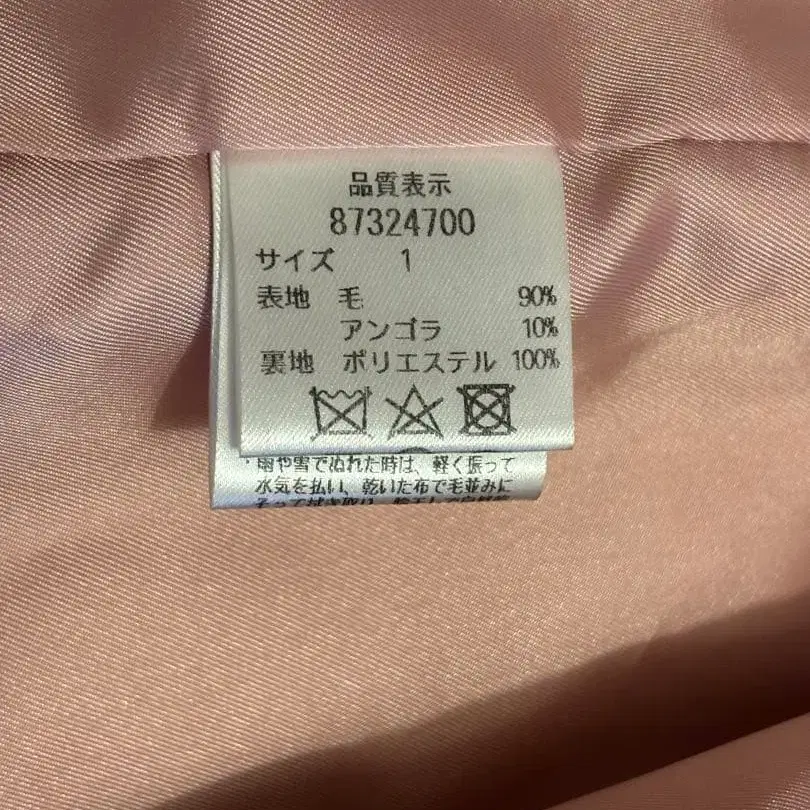 品質表示
87324700
サイズ 1
表地 毛 90%
アンゴラ 10%
裏地 ポリエステル 100%
・雨や雪でぬれた時は、軽く振って
水気を払い、乾いた布で毛並みに